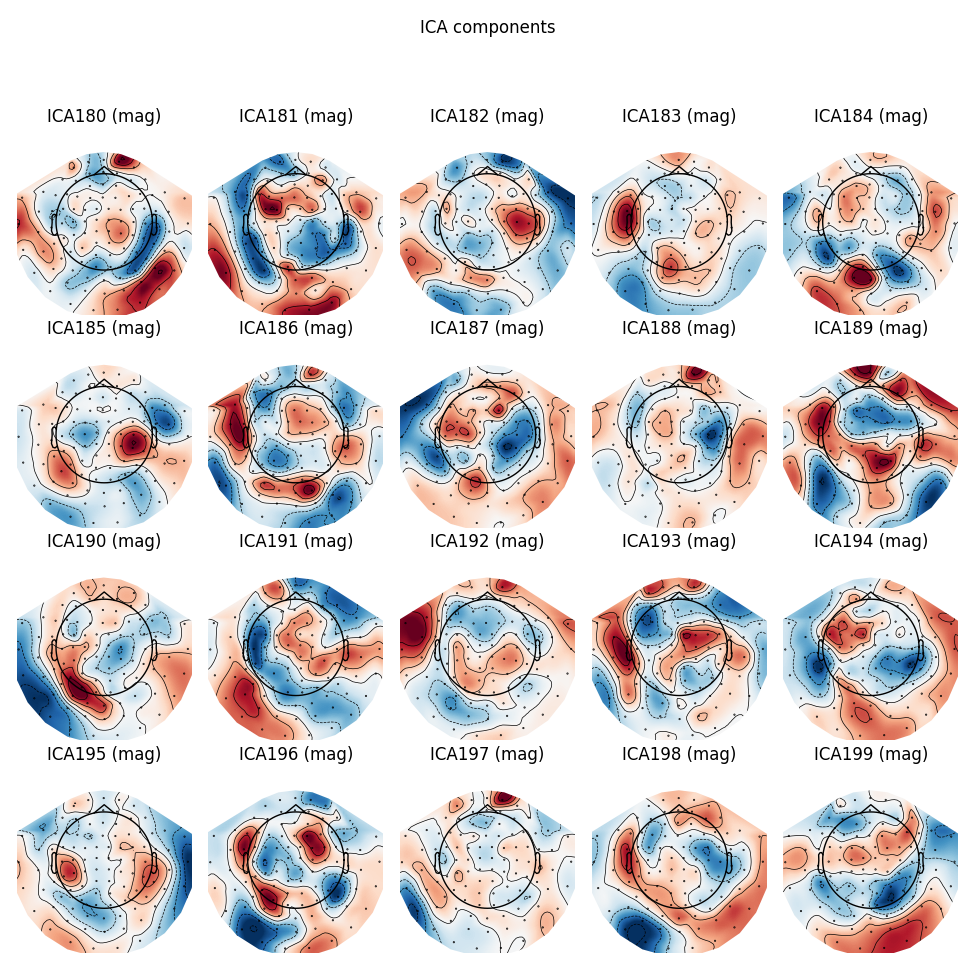 ICA components
ICA180 (mag) ICA181 (mag) ICA182 (mag) ICA183 (mag) ICA184 (mag)
ICA185 (mag) ICA186 (mag) ICA187 (mag) ICA188 (mag) ICA189 (mag)
ICA190 (mag) ICA191 (mag) ICA192 (mag) ICA193 (mag) ICA194 (mag)
ICA195 (mag) ICA196 (mag) ICA197 (mag) ICA198 (mag) ICA199 (mag)